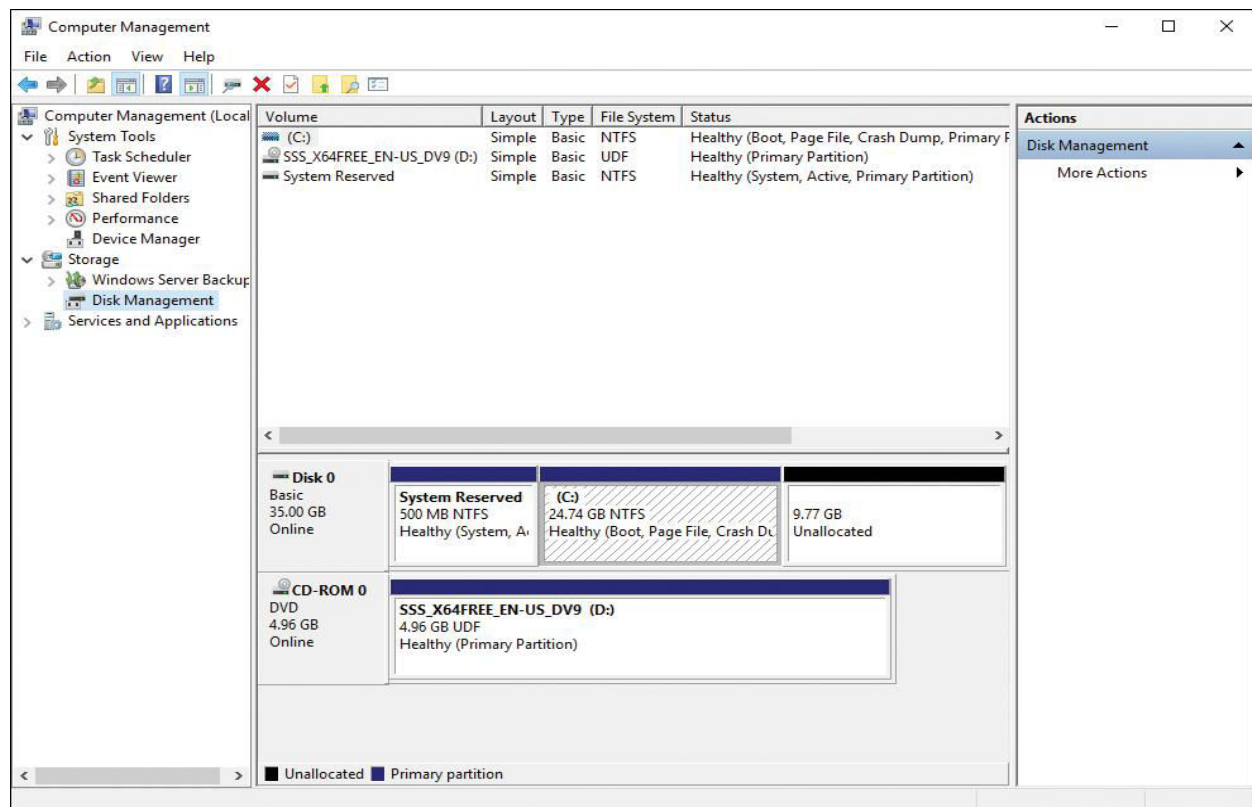 Computer Management
File Action View Help
Computer Management (Local
System Tools
Task Scheduler
Event Viewer
Shared Folders
Performance
Device Manager
Storage
Windows Server Backup
Disk Management
Services and Applications
Volume Layout Type File System Status
(C:) Simple Basic NTFS Healthy (Boot, Page File, Crash Dump, Primary P
SSS_X64FREE_EN-US_DV9 (D:) Simple Basic UDF Healthy (Primary Partition)
System Reserved Simple Basic NTFS Healthy (System, Active, Primary Partition)
Disk 0
Basic
35.00 GB
Online
System Reserved
500 MB NTFS
Healthy (System, A
(C:)
24.74 GB NTFS
Healthy (Boot, Page File, Crash Du
9.77 GB
Unallocated
CD-ROM 0
DVD
4.96 GB
Online
SSS_X64FREE_EN-US_DV9 (D:)
4.96 GB UDF
Healthy (Primary Partition)
Unallocated Primary partition
Actions
Disk Management
More Actions